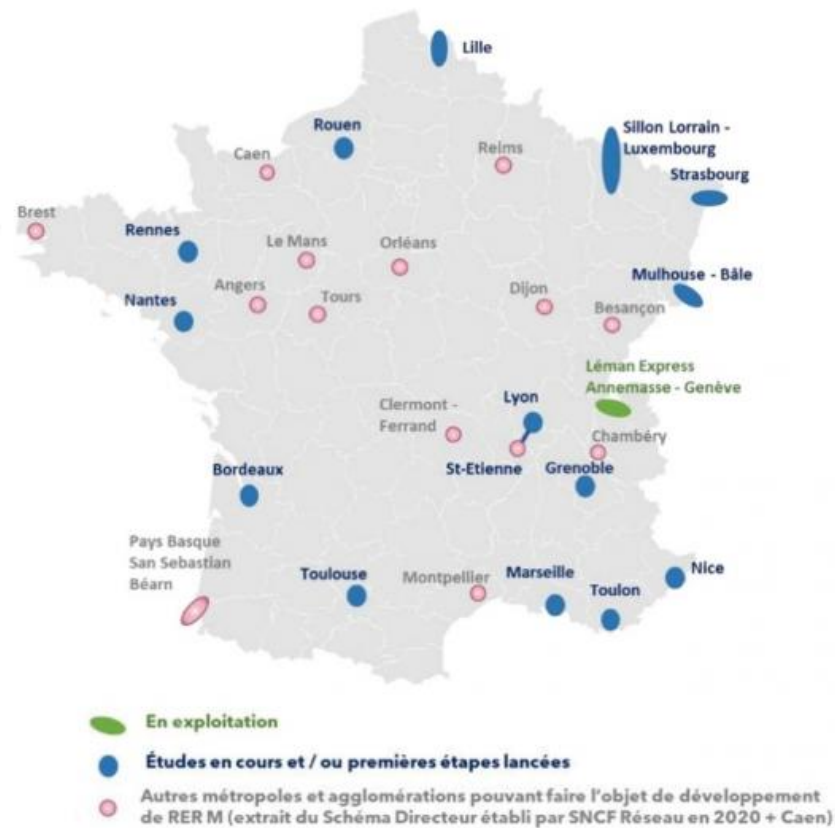 Lille
Rouen
Sillon Lorrain -
Luxembourg
Caen
Reims
Strasbourg
Brest
Rennes
Le Mans
Orléans
Mulhouse - Bâle
Angers
Tours
Dijon
Nantes
Besançon
Léman Express
Annemasse - Genève
Lyon
Clermont -
Ferrand
Chambéry
St-Etienne
Grenoble
Bordeaux
Pays Basque
San Sebastian
Béarn
Toulouse
Montpellier
Marseille
Nice
Toulon
En exploitation
Études en cours et / ou premières étapes lancées
Autres métropoles et agglomérations pouvant faire l'objet de développement
de RER M (extrait du Schéma Directeur établi par SNCF Réseau en 2020 + Caen)